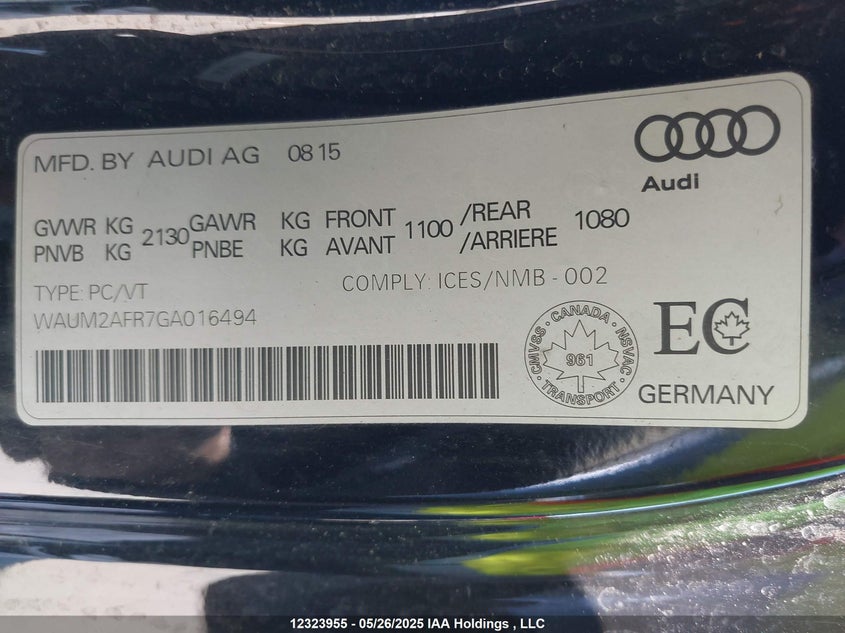 MFD. BY AUDI AG 0815
Audi
GVWR KG 2130 GAWR KG FRONT 1100 /REAR 1080
PNVB KG PNBE KG AVANT /ARRIERE
TYPE: PC/VT
COMPLY: ICES/NMB - 002
WAUM2AFR7GA016494
CMVSS - CANADA - NSVAC
961
TRANSPORT
EC
GERMANY
12323955 - 05/26/2025 IAA Holdings , LLC